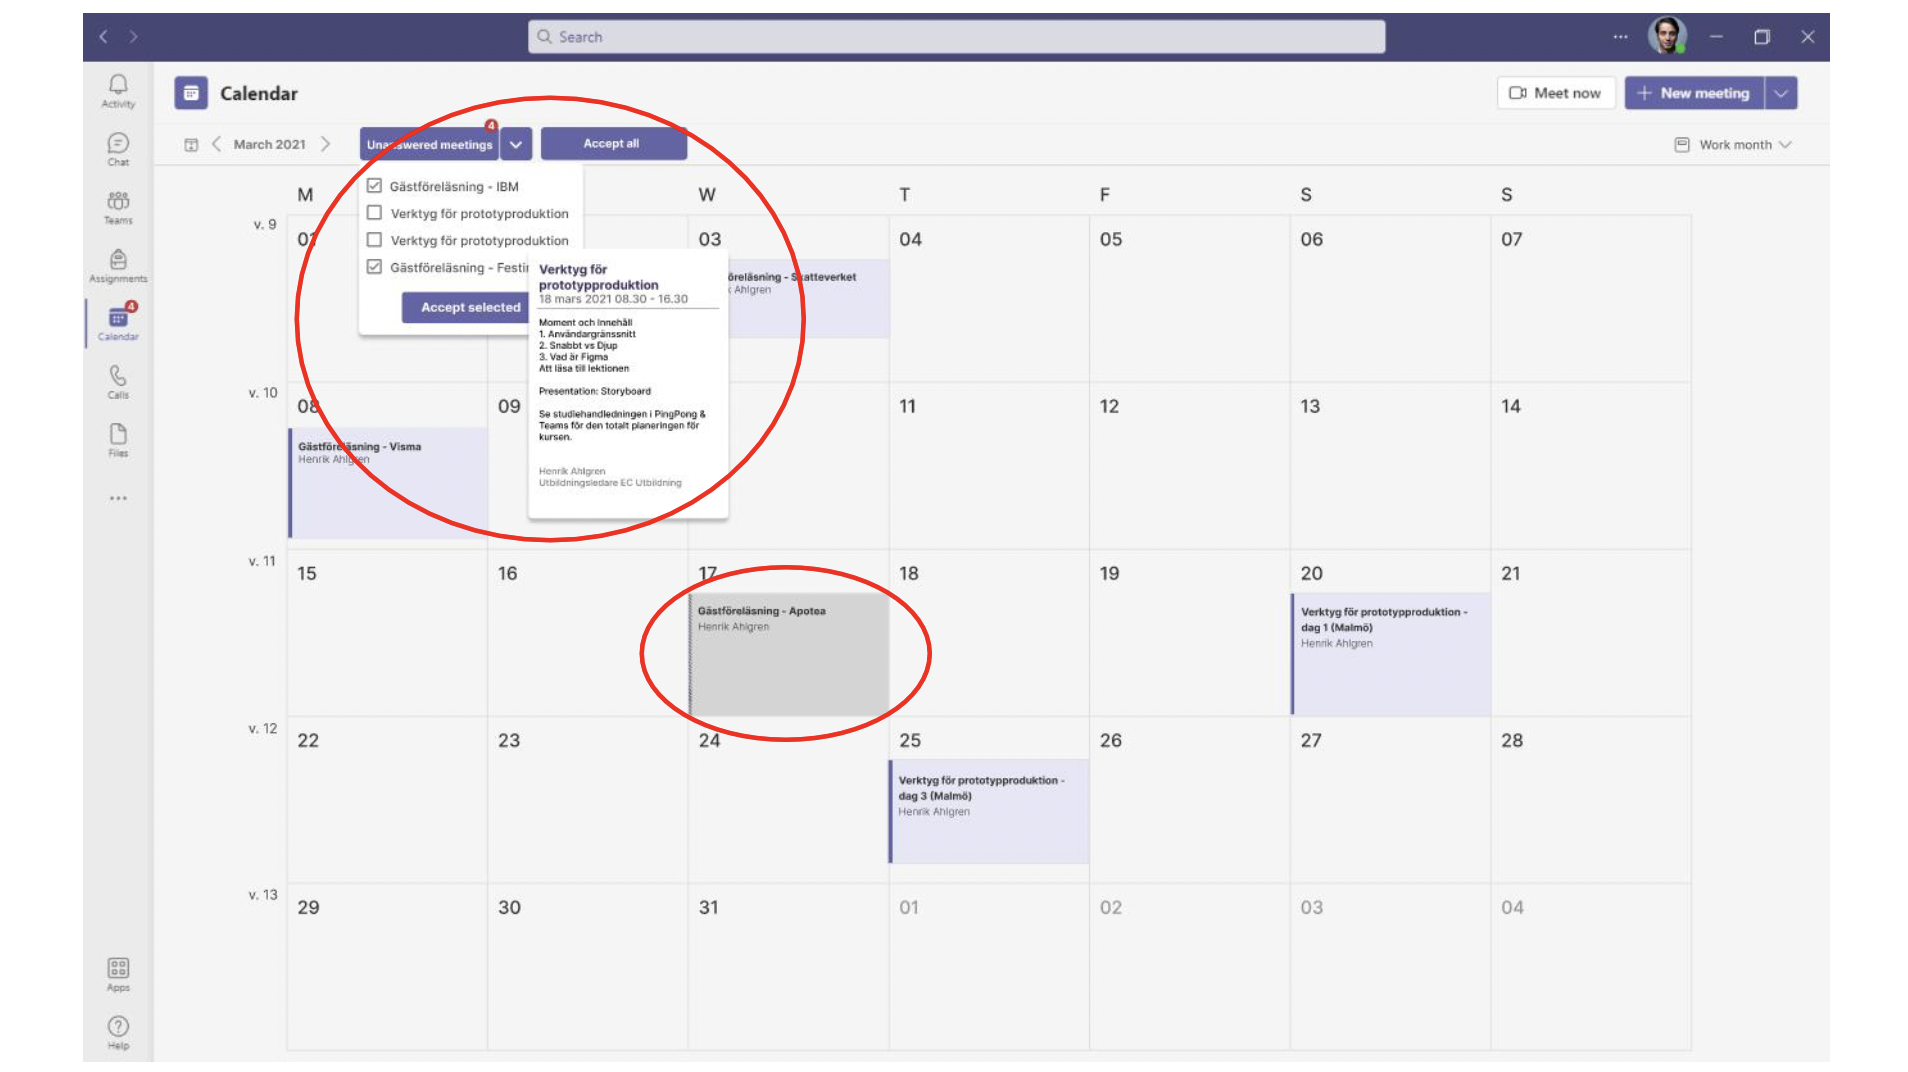 Search
Activity
Chat
Teams
Assignments
4
Calendar
Calls
Files
Apps
Help
Calendar
Meet now
New meeting
March 2021
Unanswered meetings
4
Accept all
Work month
Gästföreläsning - IBM
Verktyg för prototyproduktion
Verktyg för prototyproduktion
Gästföreläsning - Festin
Accept selected
Verktyg för
prototypproduktion
18 mars 2021 08.30 - 16.30
Moment och Innehåll
1. Användargränssnitt
2. Snabbt vs Djup
3. Vad är Figma
Att läsa till lektionen
Presentation: Storyboard
Se studiehandledningen i PingPong &
Teams för den totalt planeringen för
kursen.
Henrik Ahlgren
Utbildningsledare EC Utbildning
M W T F S S
v. 9
01 03 04 05 06 07
öreläsning - Skatteverket
Ahlgren
v. 10
08 09 11 12 13 14
Gästföreläsning - Visma
Henrik Ahlgren
v. 11
15 16 17 18 19 20 21
Gästföreläsning - Apotea
Henrik Ahlgren
Verktyg för prototypproduktion -
dag 1 (Malmö)
Henrik Ahlgren
v. 12
22 23 24 25 26 27 28
Verktyg för prototypproduktion -
dag 3 (Malmö)
Henrik Ahlgren
v. 13
29 30 31 01 02 03 04